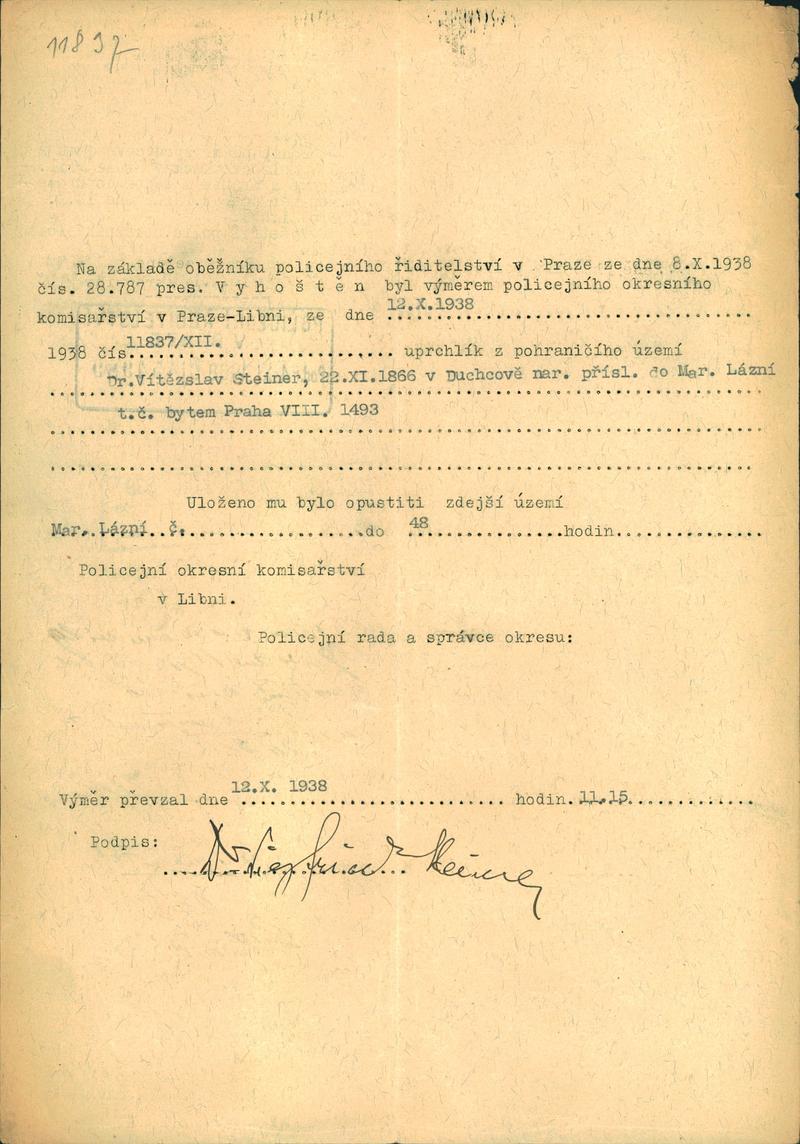 11837
Na základě oběžníku policejního řiditelství v Praze ze dne 8.X.1938
čís. 28.787 pres. V y h o š t ě n byl výměrem policejního okresního
komisařství v Praze-Libni, ze dne 12.X.1938
1938 čís. 11837/XII. uprchlík z pohraničího území
Dr.Vítězslav Steiner, 22.XI.1866 v Duchcově nar. přísl. do Mar. Lázní
t.č. bytem Praha VIII. 1493
Uloženo mu bylo opustiti zdejší území
Mar. Lázní č. do 48 hodin
Policejní okresní komisařství
v Libni.
Policejní rada a správce okresu:
Výměr převzal dne 12.X. 1938 hodin. 11.15.
Podpis:
Dr Siegfried Steiner